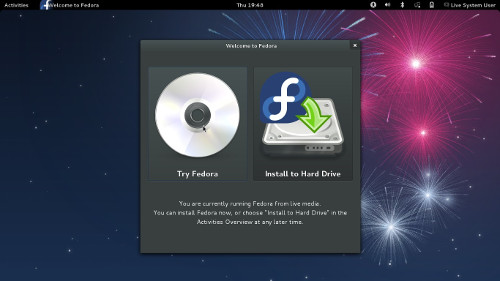 Activities Welcome to Fedora Thu 19:48 Live System User
Welcome to Fedora
Try Fedora Install to Hard Drive
You are currently running Fedora from live media.
You can install Fedora now, or choose "Install to Hard Drive" in the
Activities Overview at any later time.